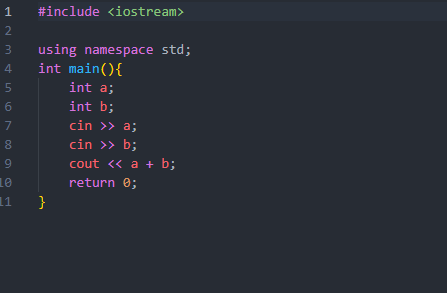 1 #include <iostream>
2
3 using namespace std;
4 int main(){
5     int a;
6     int b;
7     cin >> a;
8     cin >> b;
9     cout << a + b;
10     return 0;
11 }